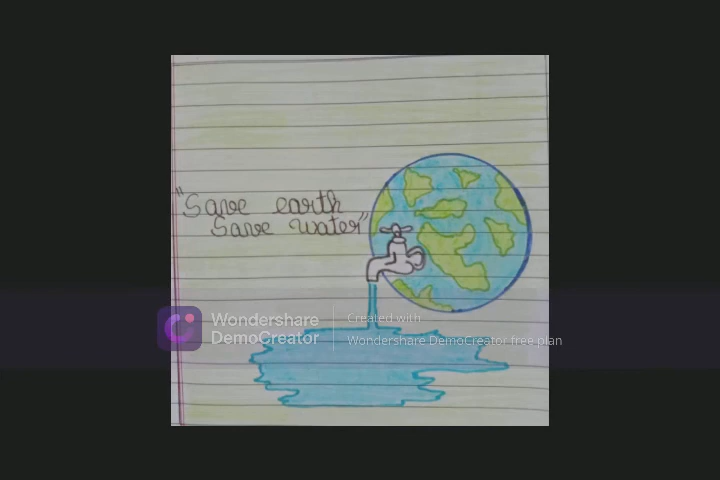 "Save earth
Save water"
Wondershare
DemoCreator
Created with
Wondershare DemoCreator free plan